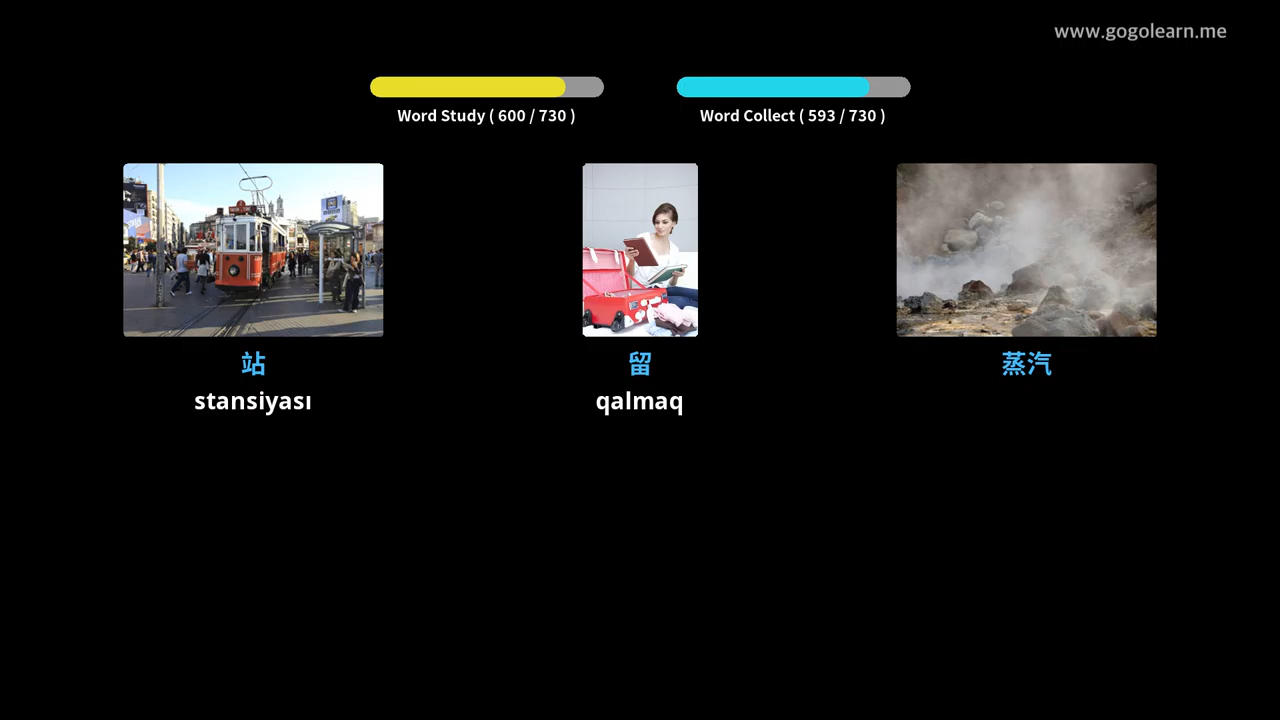 www.gogolearn.me
Word Study ( 600 / 730 )
Word Collect ( 593 / 730 )
站
留
蒸汽
stansiyası
qalmaq